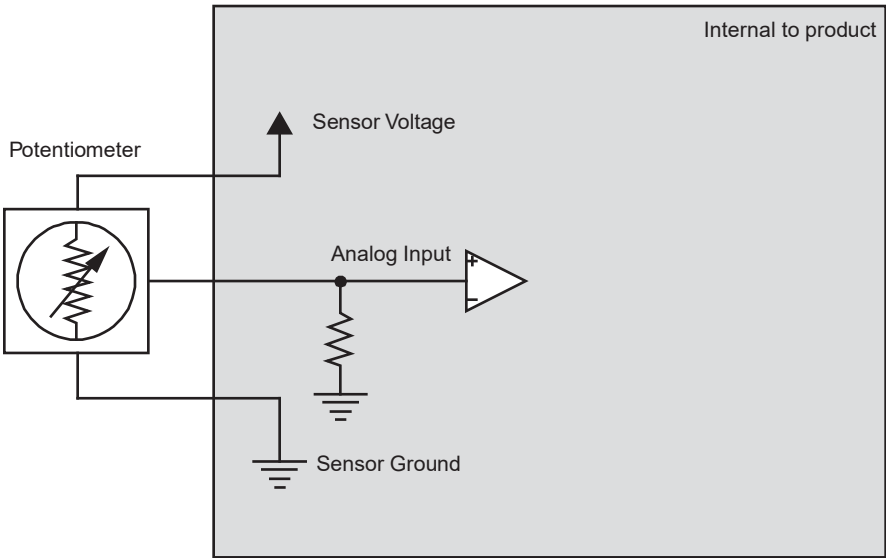 Internal to product
Sensor Voltage
Potentiometer
Analog Input
+
−
Sensor Ground